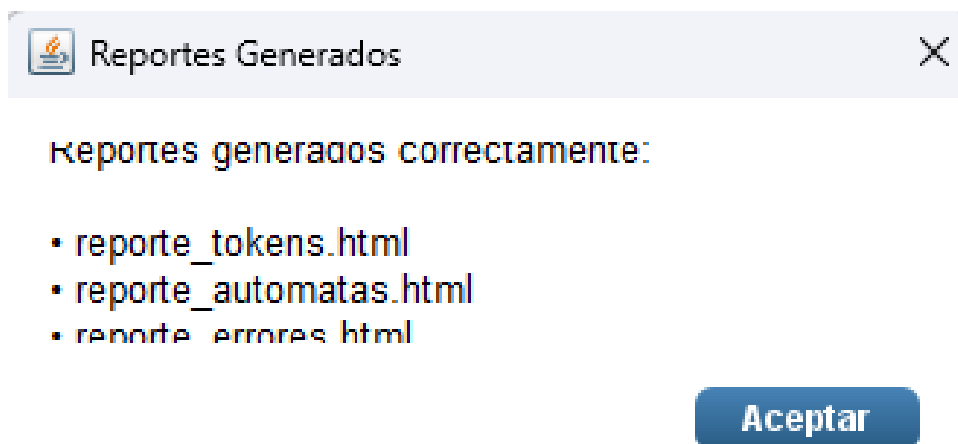 Reportes Generados
Reportes generados correctamente:
• reporte_tokens.html
• reporte_automatas.html
• reporte_errores.html
Aceptar